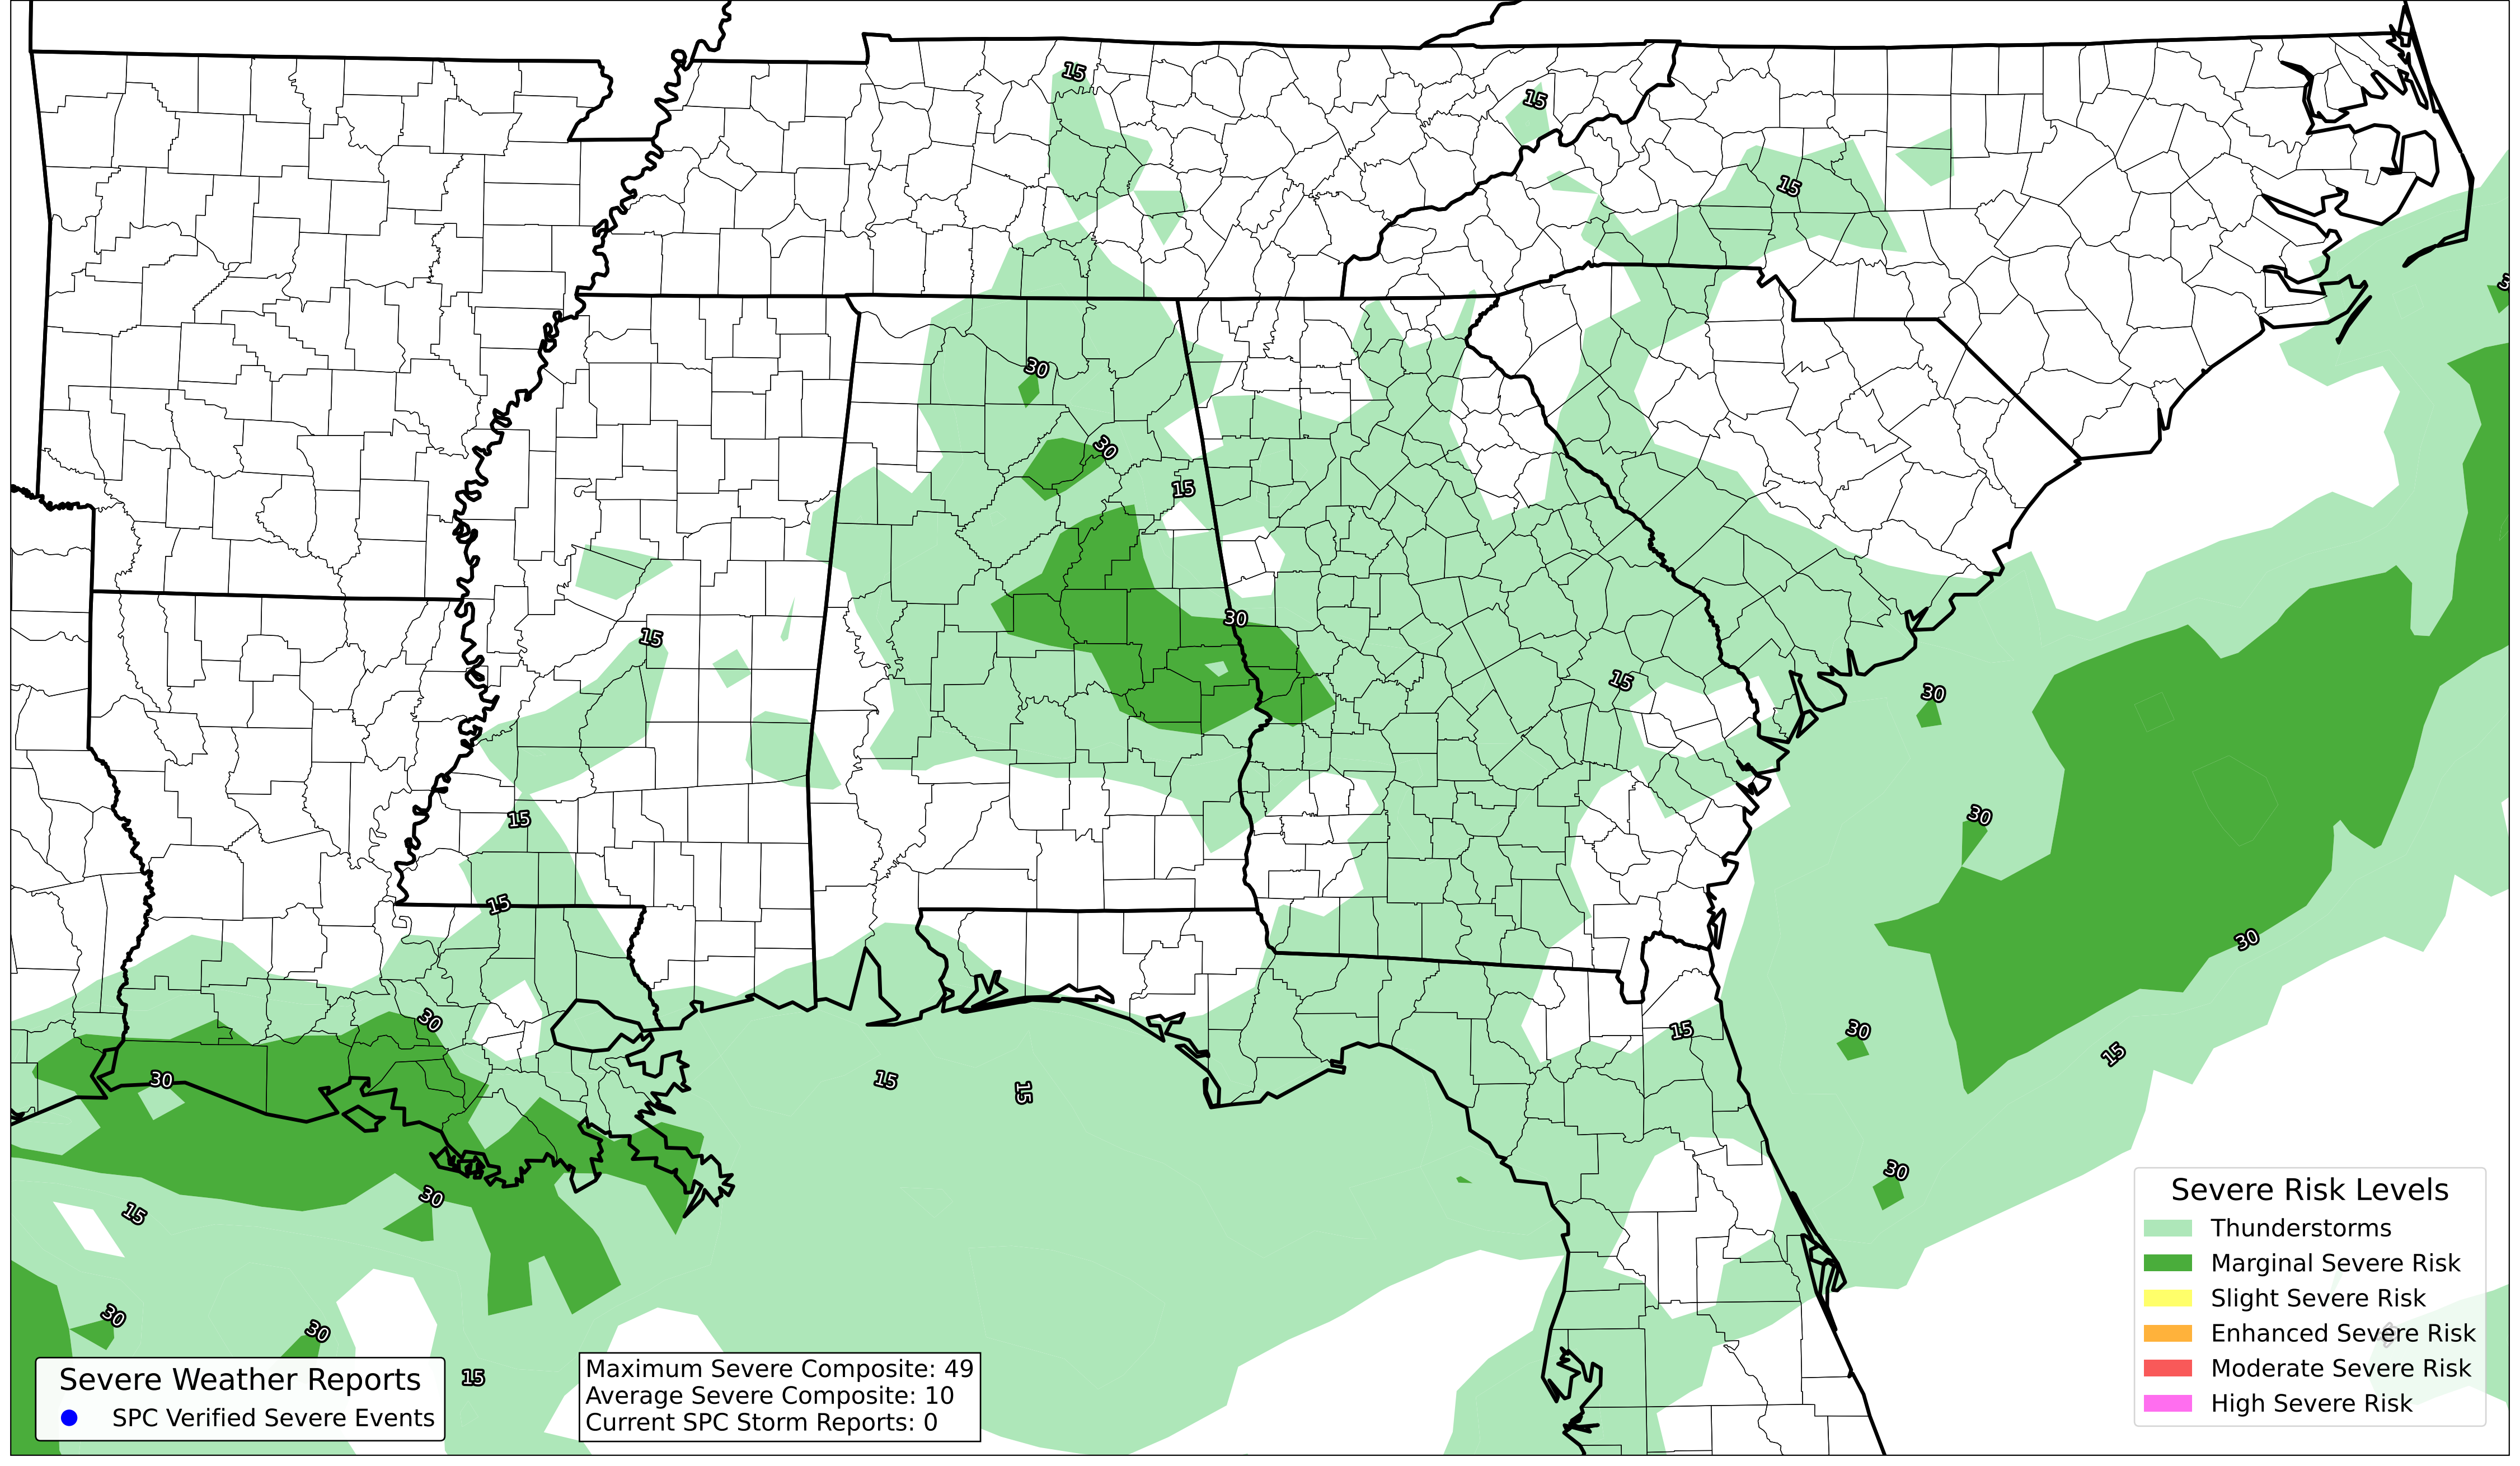 15
15
15
30
30
30
15
30
15
15
30
30
15
15
30
30
15
30
15
15
15
30
30
30
15
30
30
15
Severe Weather Reports
SPC Verified Severe Events
Maximum Severe Composite: 49
Average Severe Composite: 10
Current SPC Storm Reports: 0
Severe Risk Levels
Thunderstorms
Marginal Severe Risk
Slight Severe Risk
Enhanced Severe Risk
Moderate Severe Risk
High Severe Risk